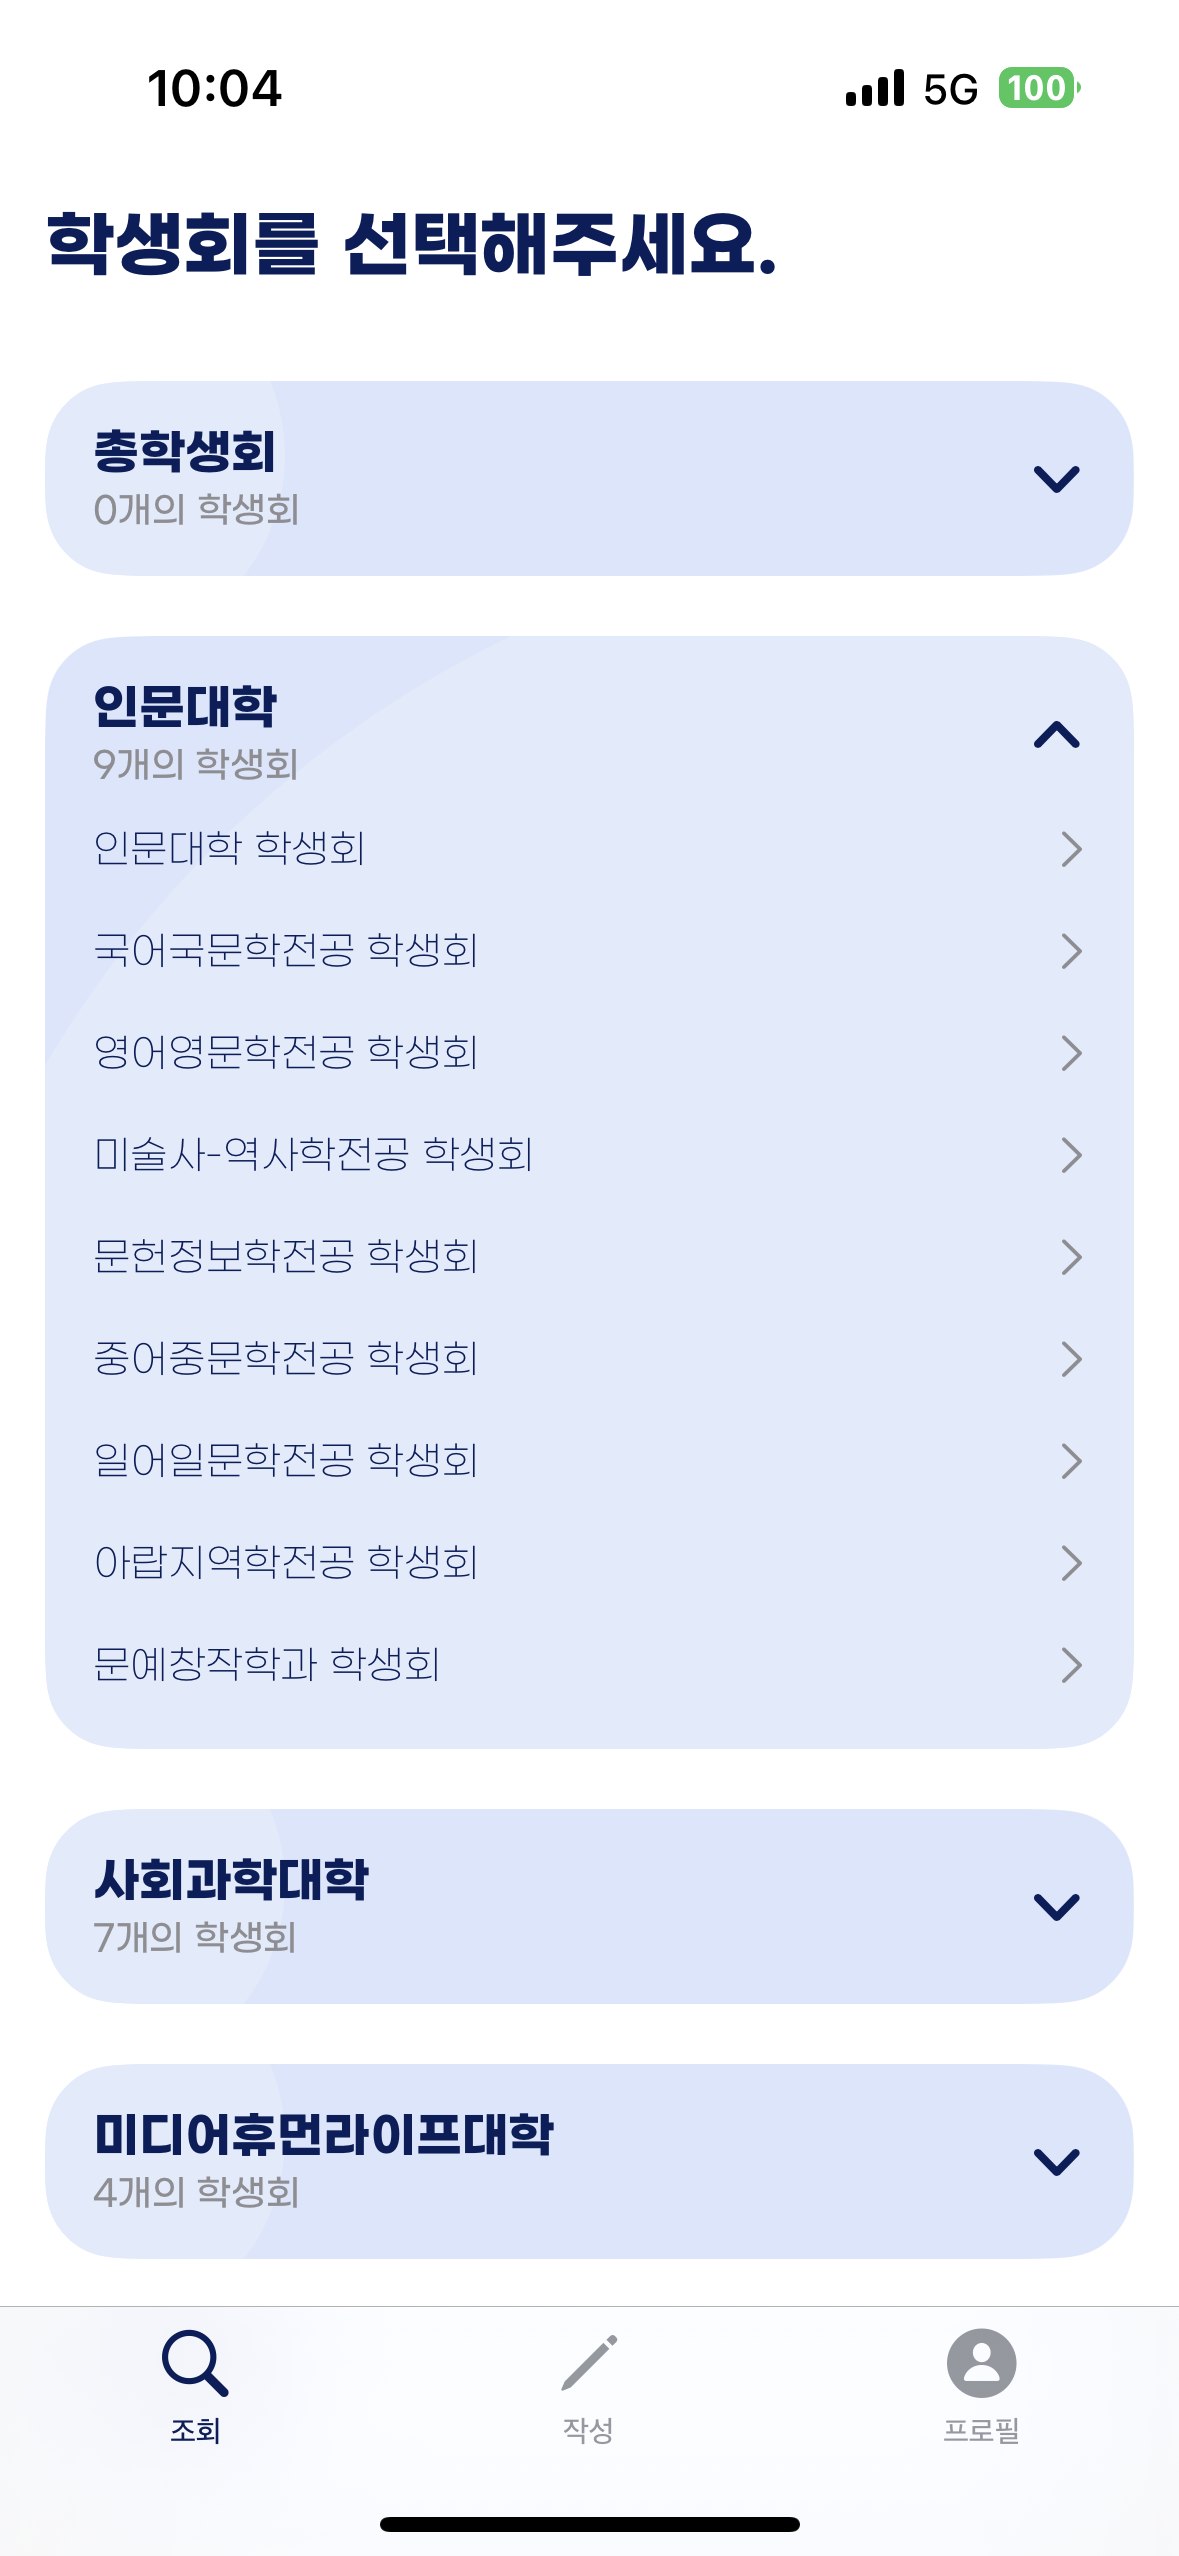 10:04
5G
100
학생회를 선택해주세요.
총학생회
0개의 학생회
인문대학
9개의 학생회
인문대학 학생회
국어국문학전공 학생회
영어영문학전공 학생회
미술사-역사학전공 학생회
문헌정보학전공 학생회
중어중문학전공 학생회
일어일문학전공 학생회
아랍지역학전공 학생회
문예창작학과 학생회
사회과학대학
7개의 학생회
미디어휴먼라이프대학
4개의 학생회
조회
작성
프로필